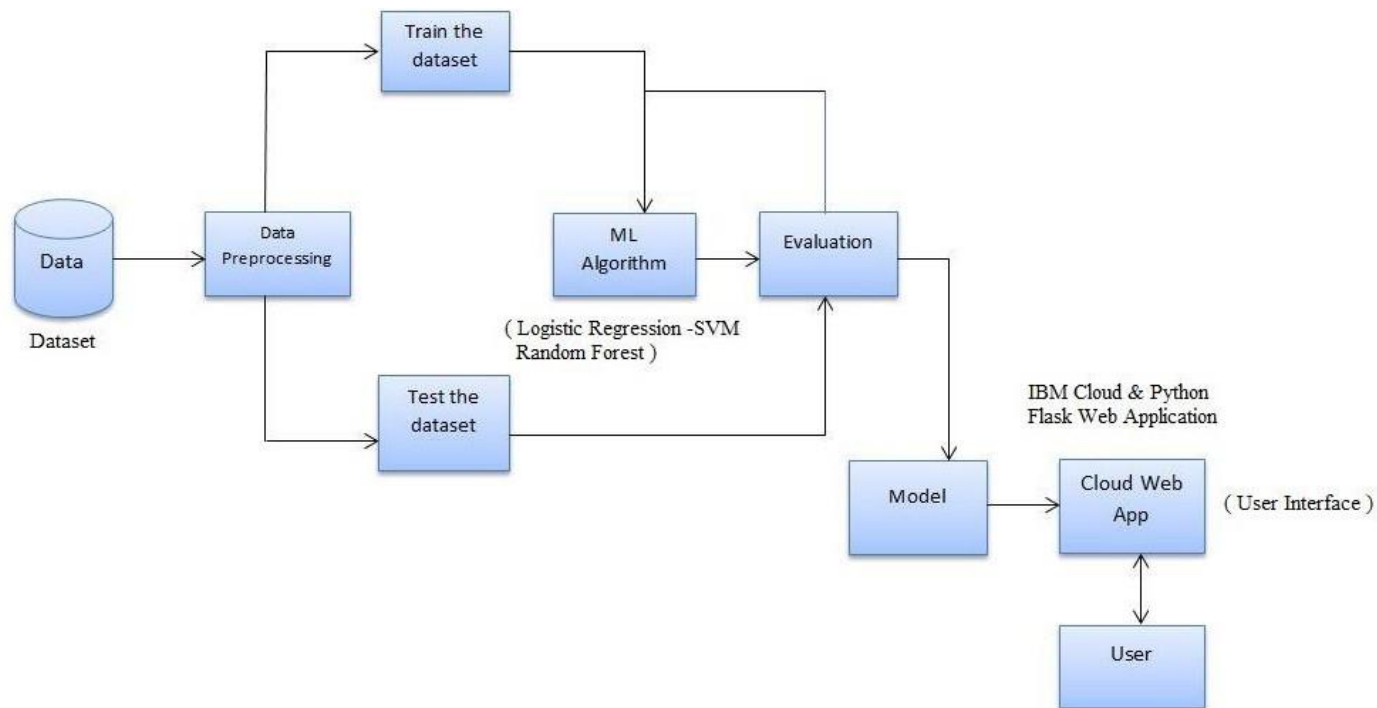 Train the
dataset
Data
Dataset
Data
Preprocessing
ML
Algorithm
( Logistic Regression -SVM
Random Forest )
Evaluation
Test the
dataset
IBM Cloud & Python
Flask Web Application
Model
Cloud Web
App
( User Interface )
User